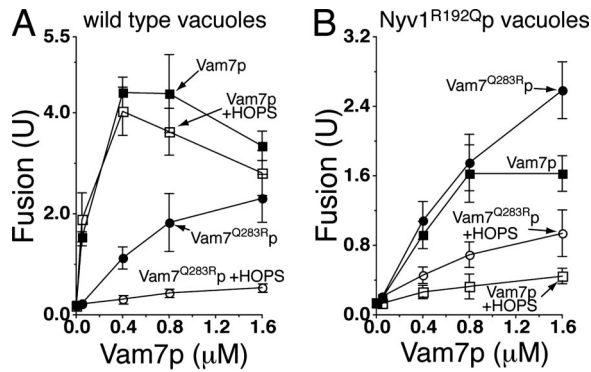 A wild type vacuoles
5.5
4.0
2.0
0.0
Fusion (U)
Vam7p
Vam7p
+HOPS
Vam7Q283Rp
Vam7Q283Rp +HOPS
0.0 0.4 0.8 1.2 1.6
Vam7p (μM)
B Nyv1R192Qp vacuoles
3.2
2.4
1.6
0.8
0.0
Fusion (U)
Vam7Q283Rp
Vam7p
Vam7Q283Rp
+HOPS
Vam7p
+HOPS
0.0 0.4 0.8 1.2 1.6
Vam7p (μM)